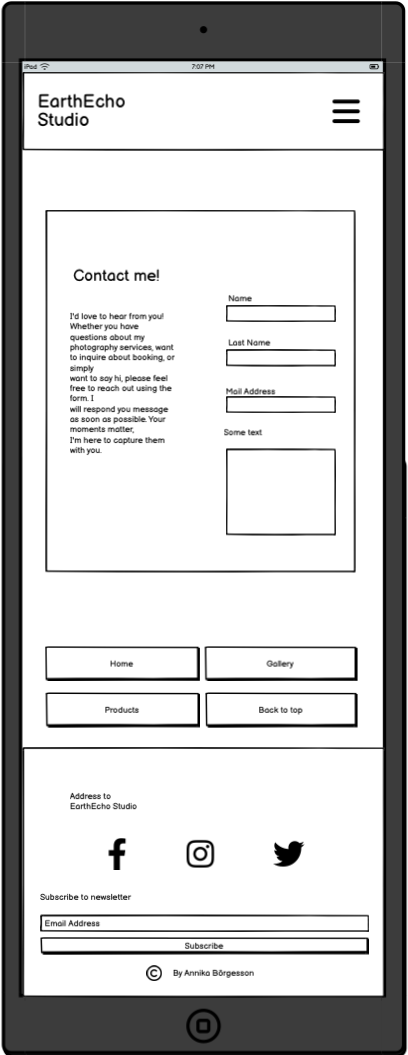 iPad
7:07 PM
EarthEcho
Studio
Contact me!
I'd love to hear from you!
Whether you have
questions about my
photography services, want
to inquire about booking, or
simply
want to say hi, please feel
free to reach out using the
form. I
will respond you message
as soon as possible. Your
moments matter,
I'm here to capture them
with you.
Name
Last Name
Mail Address
Some text
Home
Gallery
Products
Back to top
Address to
EarthEcho Studio
Subscribe to newsletter
Email Address
Subscribe
© By Annika Börgesson